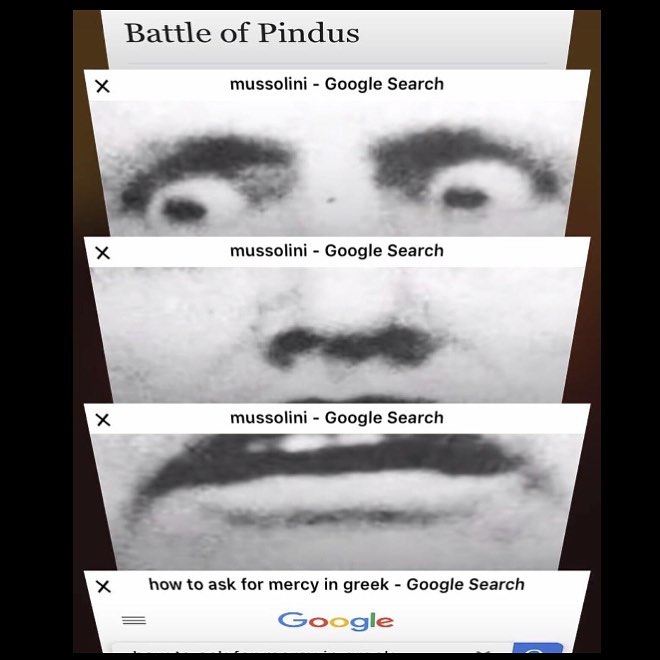 Battle of Pindus
mussolini - Google Search
mussolini - Google Search
mussolini - Google Search
how to ask for mercy in greek - Google Search
Google